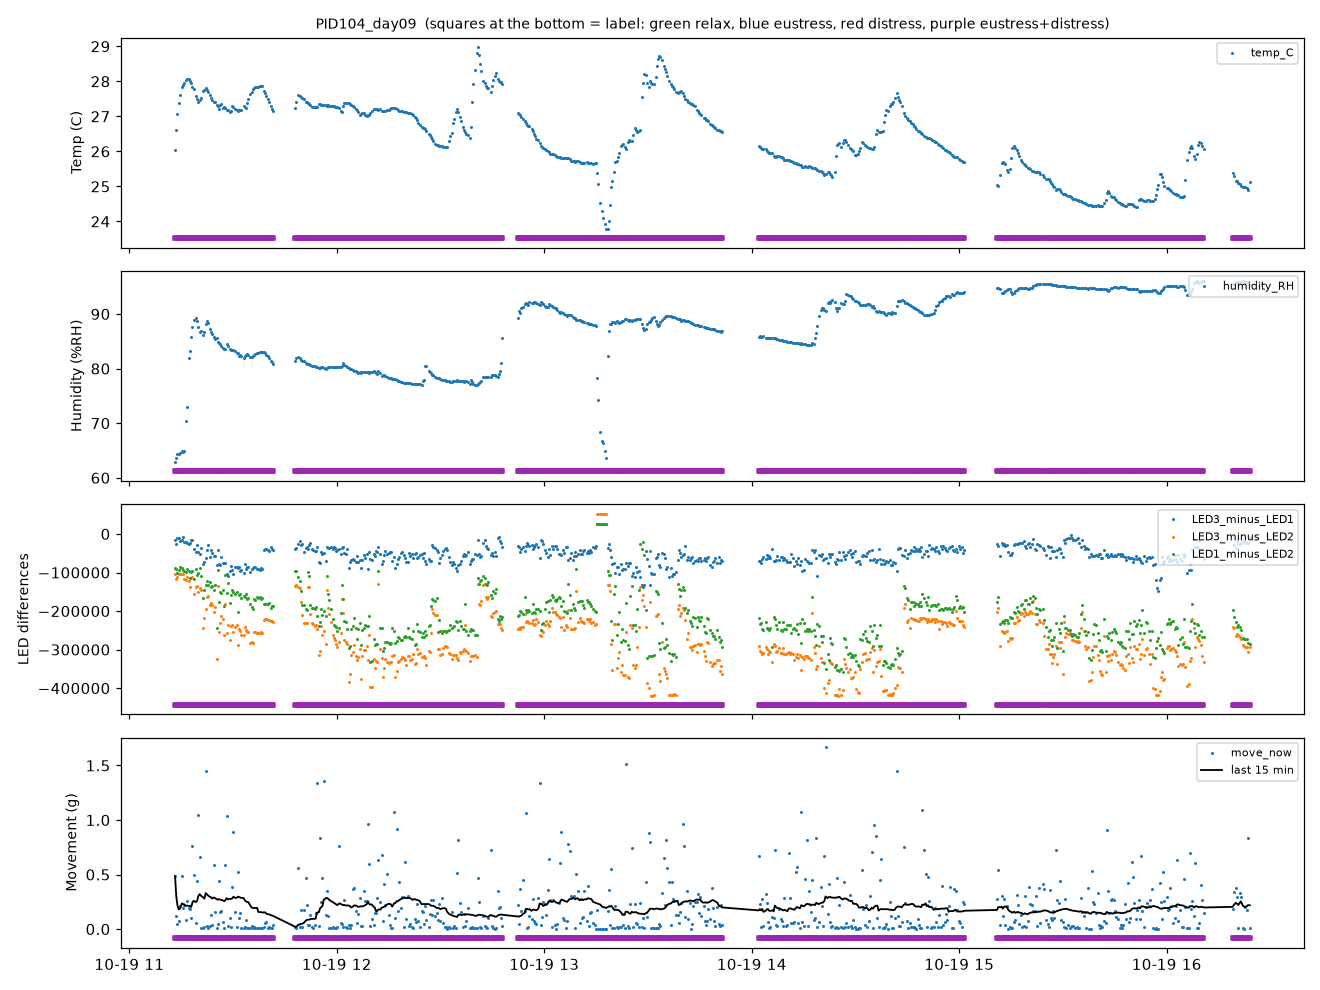 PID104_day09  (squares at the bottom = label: green relax, blue eustress, red distress, purple eustress+distress)
29
28
27
26
25
24
Temp (C)
temp_C
90
80
70
60
Humidity (%RH)
humidity_RH
0
−100000
−200000
−300000
−400000
LED differences
LED3_minus_LED1
LED3_minus_LED2
LED1_minus_LED2
1.5
1.0
0.5
0.0
Movement (g)
move_now
last 15 min
10-19 11
10-19 12
10-19 13
10-19 14
10-19 15
10-19 16